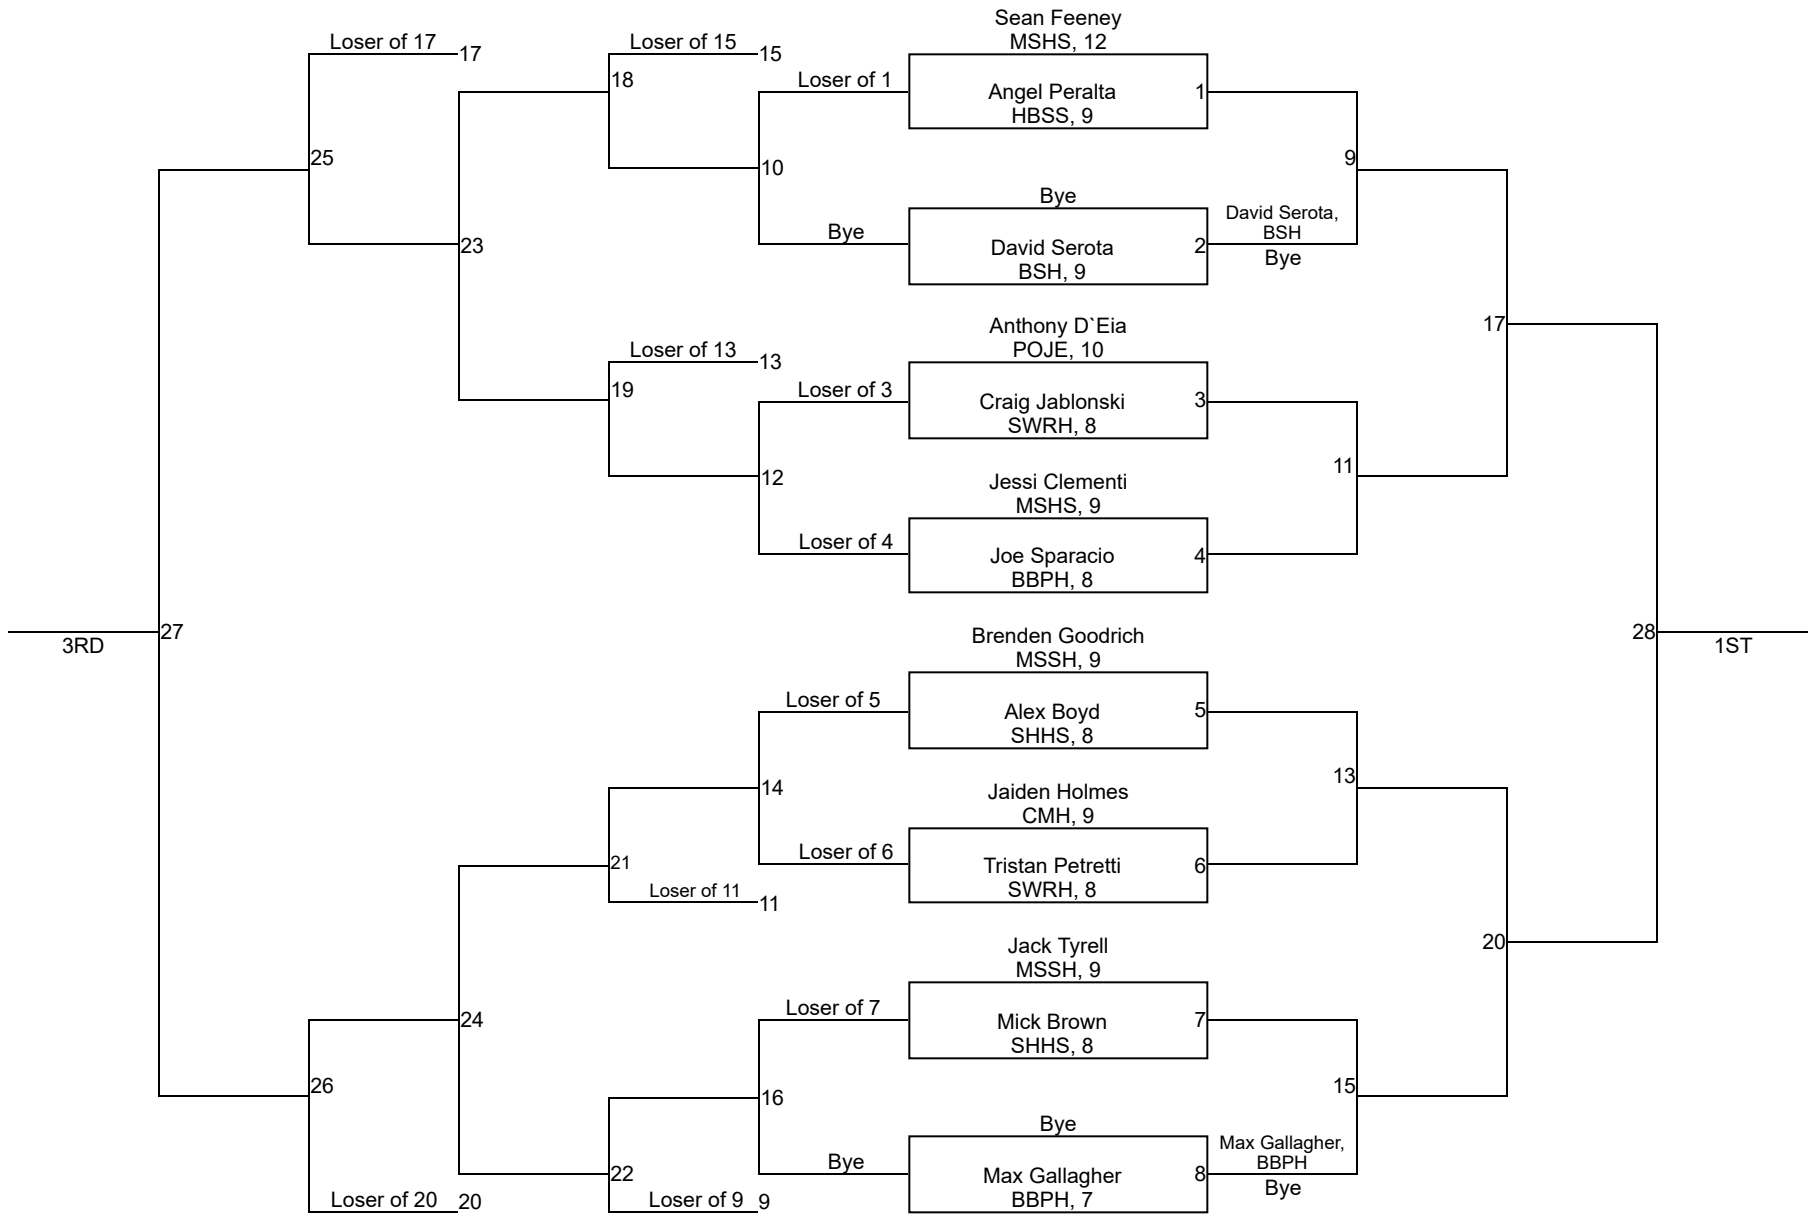 Sean Feeney
MSHS, 12
Loser of 17
17
Loser of 15
15
18
Loser of 1
Angel Peralta
1
HBSS, 9
25
10
9
Bye
Bye
David Serota,
BSH
23
David Serota
2
Bye
BSH, 9
Anthony D`Eia
17
POJE, 10
Loser of 13
13
19
Loser of 3
Craig Jablonski
3
SWRH, 8
12
11
Jessi Clementi
MSHS, 9
Loser of 4
Joe Sparacio
4
BBPH, 8
27
3RD
Brenden Goodrich
28
1ST
MSSH, 9
Loser of 5
Alex Boyd
5
SHHS, 8
14
13
Jaiden Holmes
CMH, 9
21
Loser of 6
Tristan Petretti
6
SWRH, 8
Loser of 11
11
Jack Tyrell
20
MSSH, 9
24
Loser of 7
Mick Brown
7
SHHS, 8
26
16
15
Bye
Bye
Max Gallagher,
BBPH
22
Max Gallagher
8
Bye
BBPH, 7
Loser of 20
20
Loser of 9
9